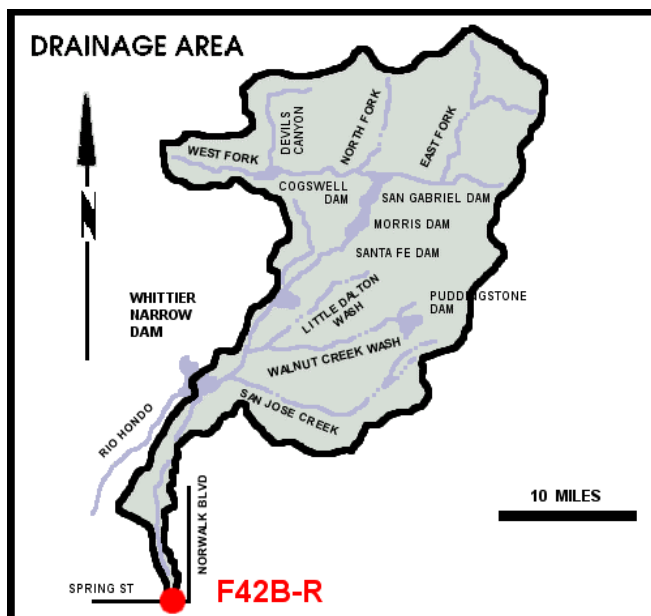 DRAINAGE AREA
N
WEST FORK
DEVILS
CANYON
NORTH FORK
EAST FORK
COGSWELL
DAM
SAN GABRIEL DAM
MORRIS DAM
SANTA FE DAM
WHITTIER
NARROW
DAM
LITTLE DALTON
WASH
PUDDINGSTONE
DAM
WALNUT CREEK WASH
SAN JOSE CREEK
RIO HONDO
NORWALK BLVD
10 MILES
SPRING ST
F42B-R